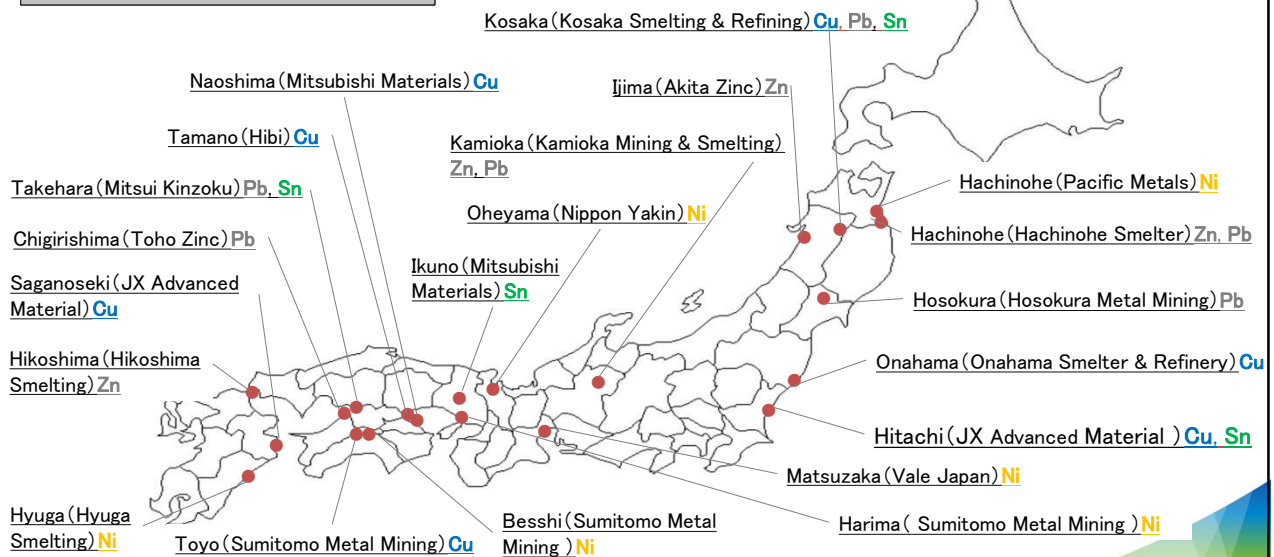 Kosaka(Kosaka Smelting & Refining) Cu, Pb, Sn
Naoshima(Mitsubishi Materials) Cu
Ijima(Akita Zinc) Zn
Tamano(Hibi) Cu
Kamioka(Kamioka Mining & Smelting)
Zn, Pb
Takehara(Mitsui Kinzoku) Pb, Sn
Hachinohe(Pacific Metals) Ni
Oheyama(Nippon Yakin) Ni
Chigirishima(Toho Zinc) Pb
Hachinohe(Hachinohe Smelter) Zn, Pb
Ikuno(Mitsubishi
Materials) Sn
Saganoseki(JX Advanced
Material) Cu
Hosokura(Hosokura Metal Mining) Pb
Hikoshima(Hikoshima
Smelting) Zn
Onahama(Onahama Smelter & Refinery) Cu
Hitachi(JX Advanced Material ) Cu, Sn
Matsuzaka(Vale Japan) Ni
Hyuga(Hyuga
Smelting) Ni
Toyo(Sumitomo Metal Mining) Cu
Besshi(Sumitomo Metal
Mining ) Ni
Harima( Sumitomo Metal Mining ) Ni